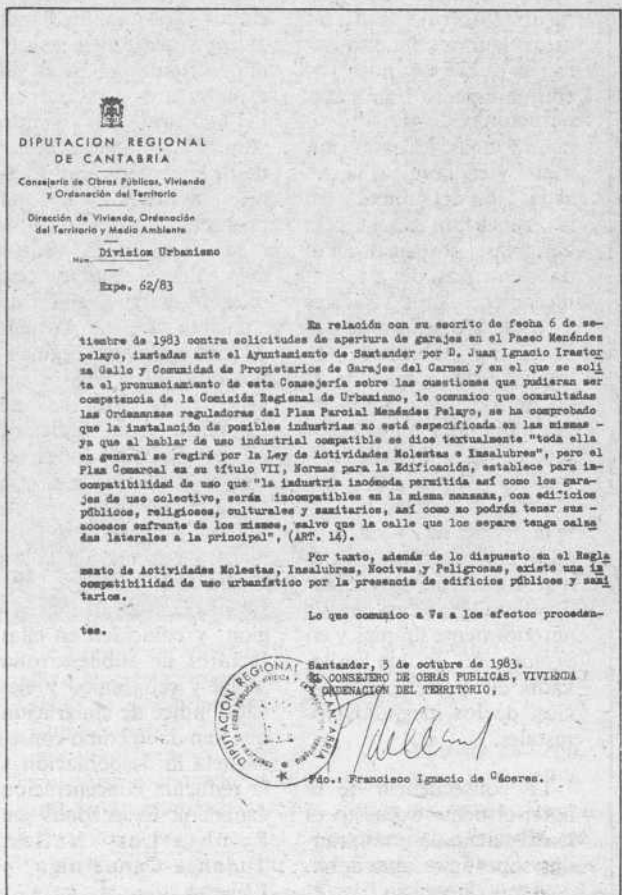 DIPUTACION REGIONAL
DE CANTABRIA
Consejería de Obras Públicas, Vivienda
y Ordenación del Territorio
Dirección de Vivienda, Ordenación
del Territorio y Medio Ambiente
Núm. Division Urbanismo
Expe. 62/83
En relación con su escrito de fecha 6 de se-
tiembre de 1983 contra solicitudes de apertura de garajes en el Paseo Menéndez
pelayo, instadas ante el Ayuntamiento de Santander por D. Juan Ignacio Irastor
za Gallo y Comunidad de Propietarios de Garajes del Carmen y en el que se soli
ta el pronunciamiento de esta Consejería sobre las cuestiones que pudieran ser
competencia de la Comisión Regional de Urbanismo, le comunico que consultadas
las Ordenanzas reguladoras del Plan Parcial Menéndez Pelayo, se ha comprobado
que la instalación de posibles industrias no está especificada en las mismas -
ya que al hablar de uso industrial compatible se dice textualmente "toda ella
en general se regirá por la Ley de Actividades Molestas e Insalubres", pero el
Plan Comarcal en su título VII, Normas para la Edificación, establece para in-
compatibilidad de uso que "la industria incómoda permitida así como los gara-
jes de uso colectivo, serán incompatibles en la misma manzana, con edificios
públicos, religiosos, culturales y sanitarios, así como no podrán tener sus -
accesos enfrente de los mismos, salvo que la calle que los separe tenga calza
das laterales a la principal", (ART. 14).
Por tanto, además de lo dispuesto en el Regla
mento de Actividades Molestas, Insalubres, Nocivas y Peligrosas, existe una in
compatibilidad de uso urbanístico por la presencia de edificios públicos y sani
tarios.
Lo que comunico a Vs a los efectos proceden-
tes.
Santander, 3 de octubre de 1983.
EL CONSEJERO DE OBRAS PUBLICAS, VIVIENDA
Y ORDENACION DEL TERRITORIO,
DIPUTACION REGIONAL DE CANTABRIA
Fdo.: Francisco Ignacio de Cáceres.